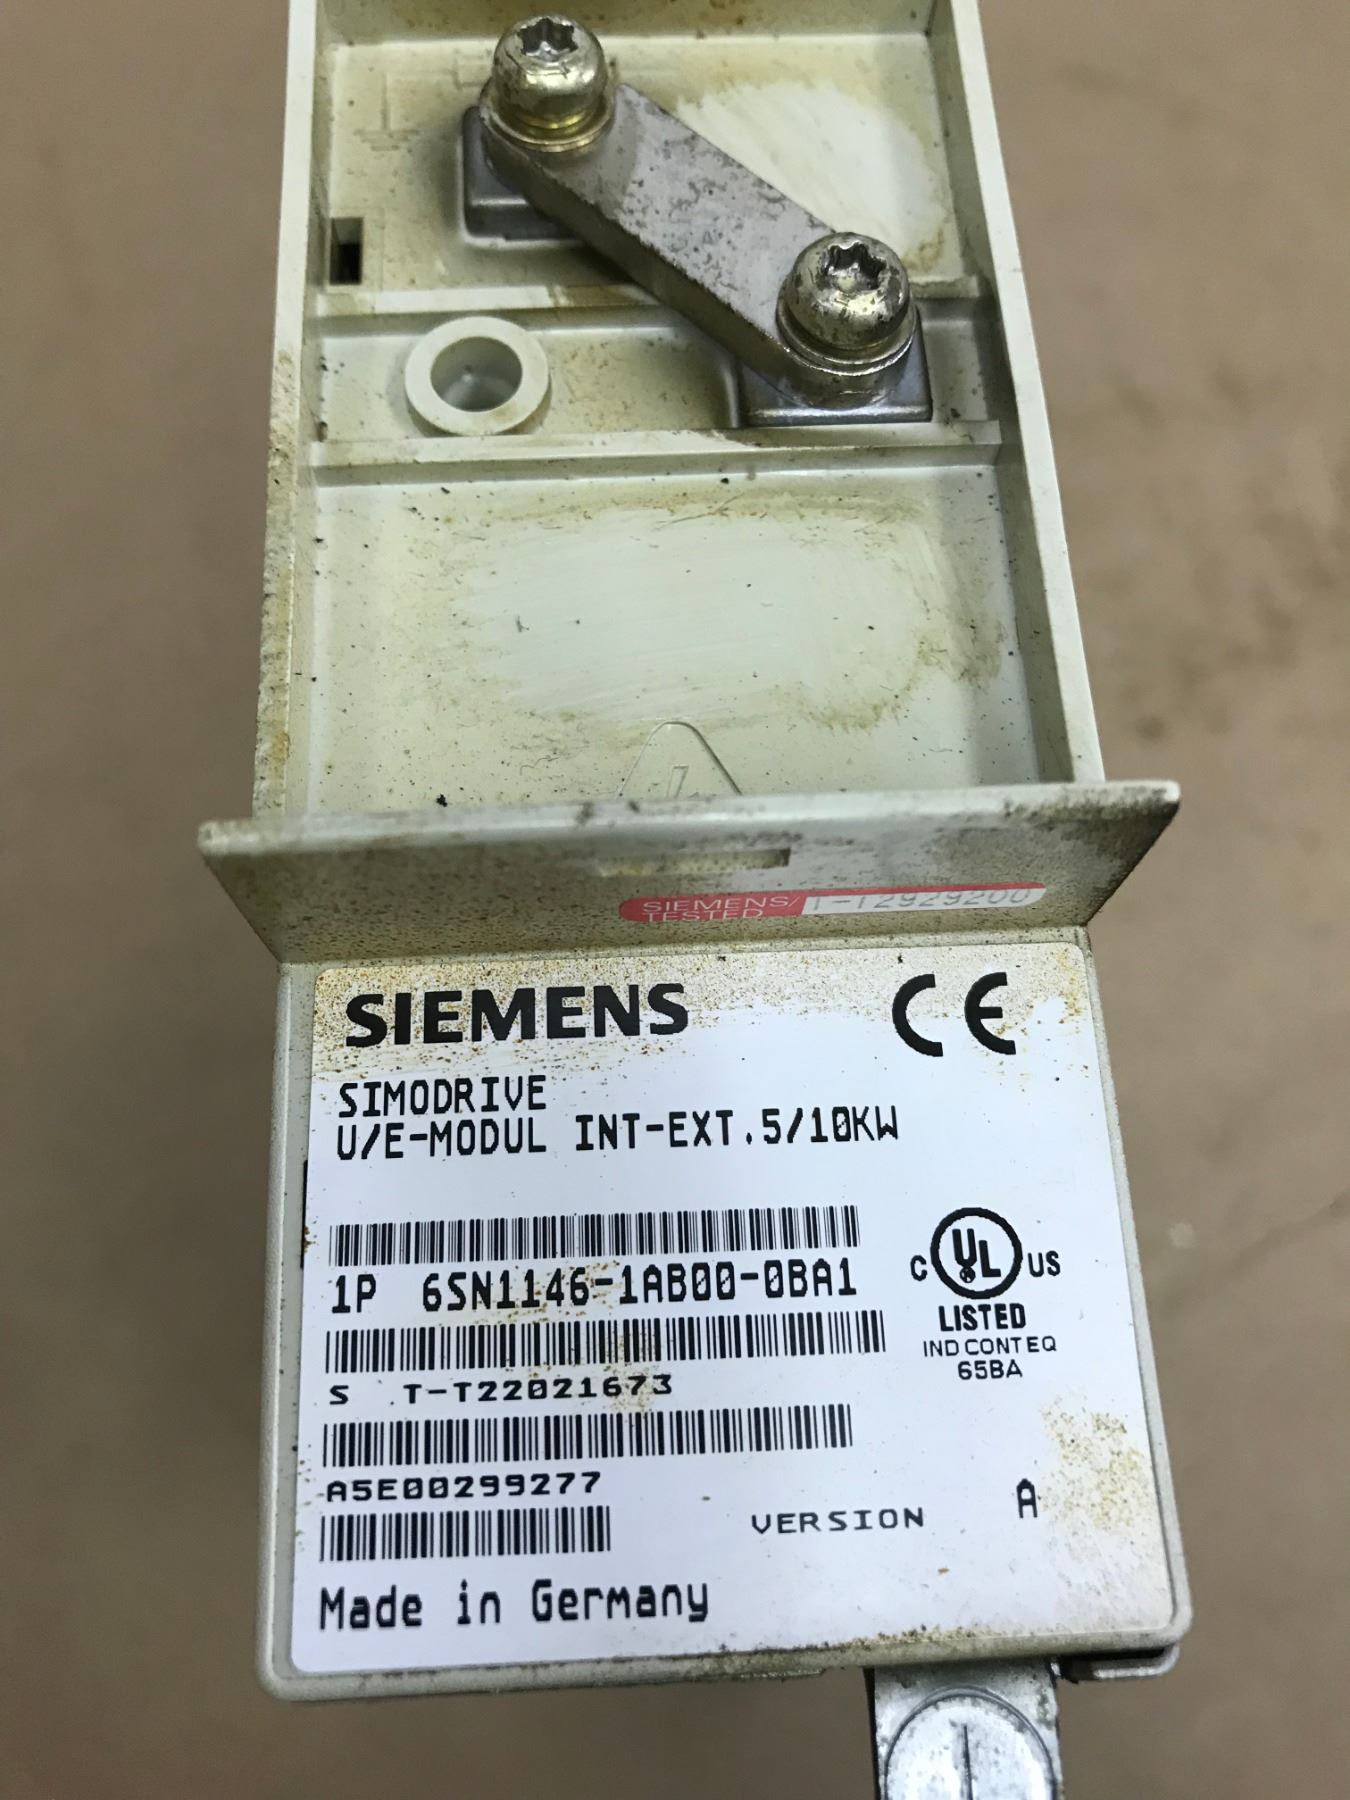 SIEMENS/ T-T2929200
TESTED
SIEMENS CE
SIMODRIVE
U/E-MODUL INT-EXT.5/10KW
1P 6SN1146-1AB00-0BA1
C UL US
LISTED
IND CONT EQ
65BA
S T-T22021673
A5E00299277
VERSION A
Made in Germany